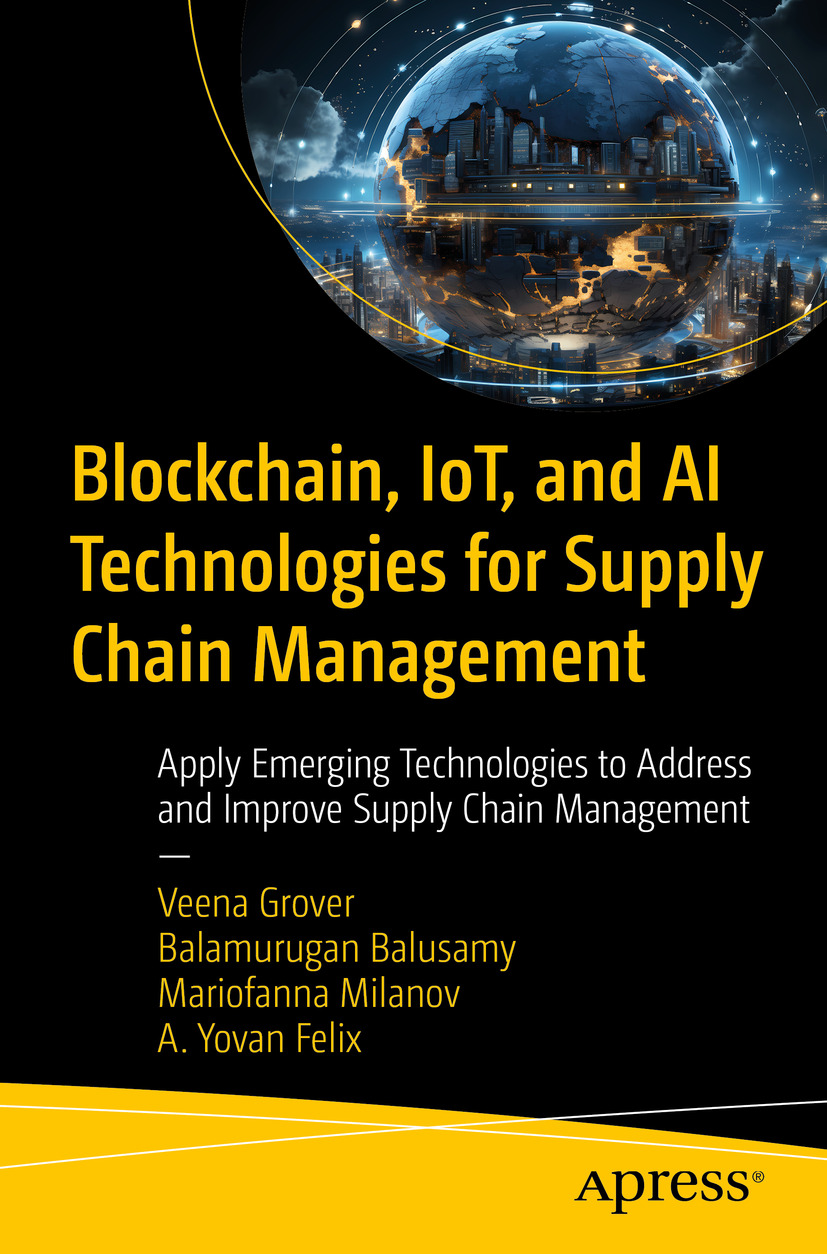 Blockchain, IoT, and AI
Technologies for Supply
Chain Management
Apply Emerging Technologies to Address
and Improve Supply Chain Management
—
Veena Grover
Balamurugan Balusamy
Mariofanna Milanov
A. Yovan Felix
Apress®